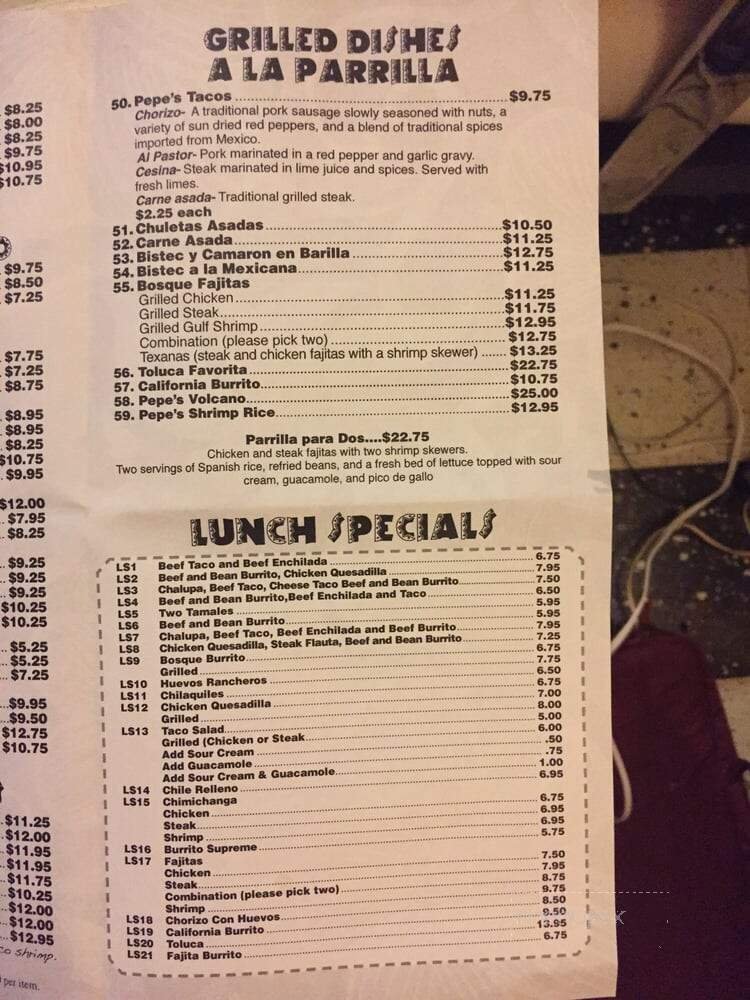 $8.25
$8.00
$8.25
$9.75
$10.95
$10.75
$9.75
$8.50
$7.25
$7.75
$7.25
$8.75
$8.95
$8.95
$8.25
$10.75
$9.95
$12.00
$7.95
$8.25
$9.25
$9.25
$9.25
$10.25
$10.25
$5.25
$5.25
$7.25
$9.95
$9.50
$12.75
$10.75
$11.25
$12.00
$11.95
$11.95
$11.75
$10.25
$12.00
$12.00
$12.95
shrimp.
per item.
GRILLED DISHES
A LA PARRILLA
50. Pepe's Tacos ........ $9.75
Chorizo- A traditional pork sausage slowly seasoned with nuts, a
variety of sun dried red peppers, and a blend of traditional spices
imported from Mexico.
Al Pastor- Pork marinated in a red pepper and garlic gravy.
Cesina- Steak marinated in lime juice and spices. Served with
fresh limes.
Carne asada- Traditional grilled steak.
$2.25 each
51. Chuletas Asadas ........ $10.50
52. Carne Asada ........ $11.25
53. Bistec y Camaron en Barilla ........ $12.75
54. Bistec a la Mexicana ........ $11.25
55. Bosque Fajitas
Grilled Chicken ........ $11.25
Grilled Steak ........ $11.75
Grilled Gulf Shrimp ........ $12.95
Combination (please pick two) ........ $12.75
Texanas (steak and chicken fajitas with a shrimp skewer) ...... $13.25
56. Toluca Favorita ........ $22.75
57. California Burrito ........ $10.75
58. Pepe's Volcano ........ $25.00
59. Pepe's Shrimp Rice ........ $12.95
Parrilla para Dos....$22.75
Chicken and steak fajitas with two shrimp skewers.
Two servings of Spanish rice, refried beans, and a fresh bed of lettuce topped with sour
cream, guacamole, and pico de gallo
LUNCH SPECIALS
LS1 Beef Taco and Beef Enchilada ........ 6.75
LS2 Beef and Bean Burrito, Chicken Quesadilla ........ 7.95
LS3 Chalupa, Beef Taco, Cheese Taco Beef and Bean Burrito ........ 7.50
LS4 Beef and Bean Burrito,Beef Enchilada and Taco ........ 6.50
LS5 Two Tamales ........ 5.95
LS6 Beef and Bean Burrito ........ 5.95
LS7 Chalupa, Beef Taco, Beef Enchilada and Beef Burrito ........ 7.95
LS8 Chicken Quesadilla, Steak Flauta, Beef and Bean Burrito ........ 7.25
LS9 Bosque Burrito ........ 6.75
Grilled ........ 7.75
LS10 Huevos Rancheros ........ 6.50
LS11 Chilaquiles ........ 6.75
LS12 Chicken Quesadilla ........ 7.00
Grilled ........ 8.00
LS13 Taco Salad ........ 5.00
Grilled (Chicken or Steak ........ 6.00
Add Sour Cream ........ .50
Add Guacamole ........ .75
Add Sour Cream & Guacamole ........ 1.00
LS14 Chile Relleno ........ 6.95
LS15 Chimichanga
Chicken ........ 6.75
Steak ........ 6.95
Shrimp ........ 6.95
LS16 Burrito Supreme ........ 5.75
LS17 Fajitas
Chicken ........ 7.50
Steak ........ 7.95
Combination (please pick two) ........ 8.75
Shrimp ........ 9.75
LS18 Chorizo Con Huevos ........ 8.50
LS19 California Burrito ........ 9.50
LS20 Toluca ........ 13.95
LS21 Fajita Burrito ........ 6.75